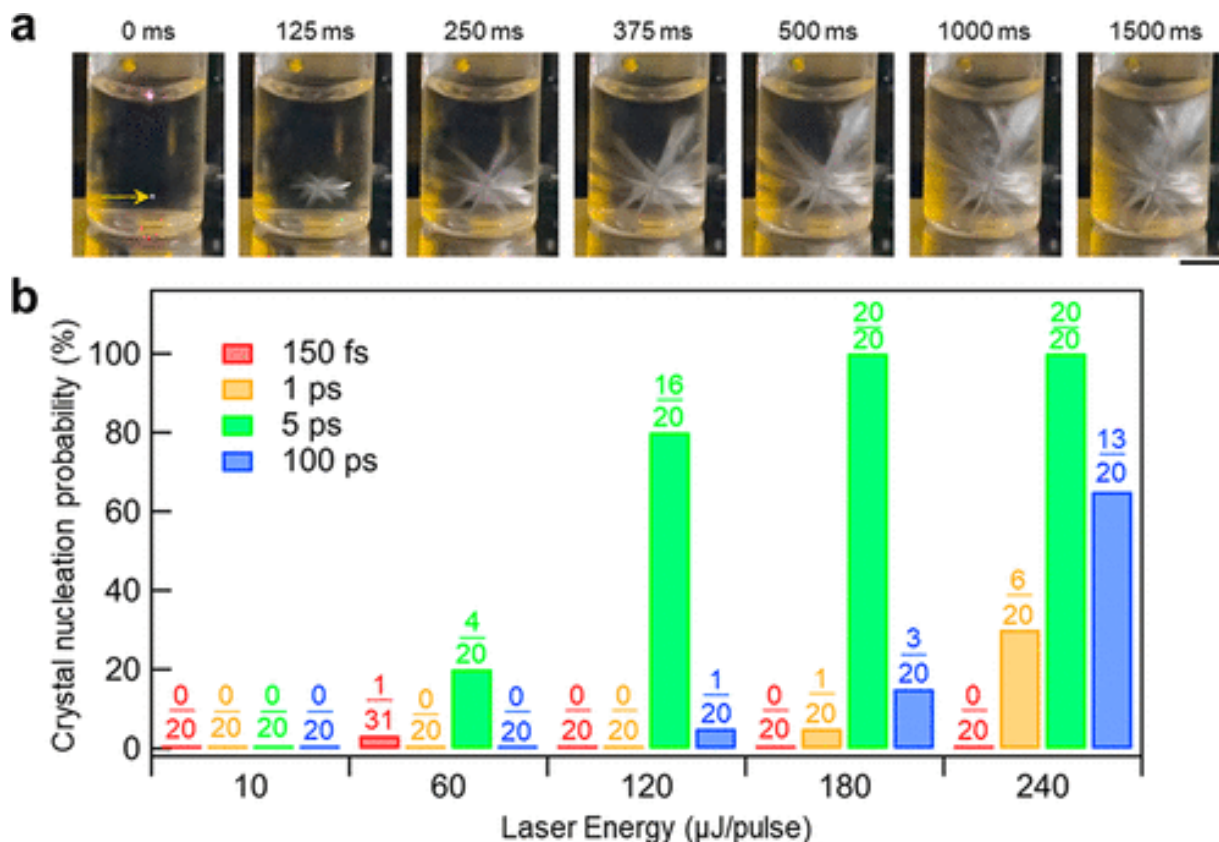 a
0 ms 125 ms 250 ms 375 ms 500 ms 1000 ms 1500 ms
b
Crystal nucleation probability (%)
100
80
60
40
20
0
150 fs
1 ps
5 ps
100 ps
0/20 0/20 0/20 0/20
1/31 0/20 4/20 0/20
0/20 0/20 16/20 1/20
0/20 1/20 20/20 3/20
0/20 6/20 20/20 13/20
10 60 120 180 240
Laser Energy (µJ/pulse)